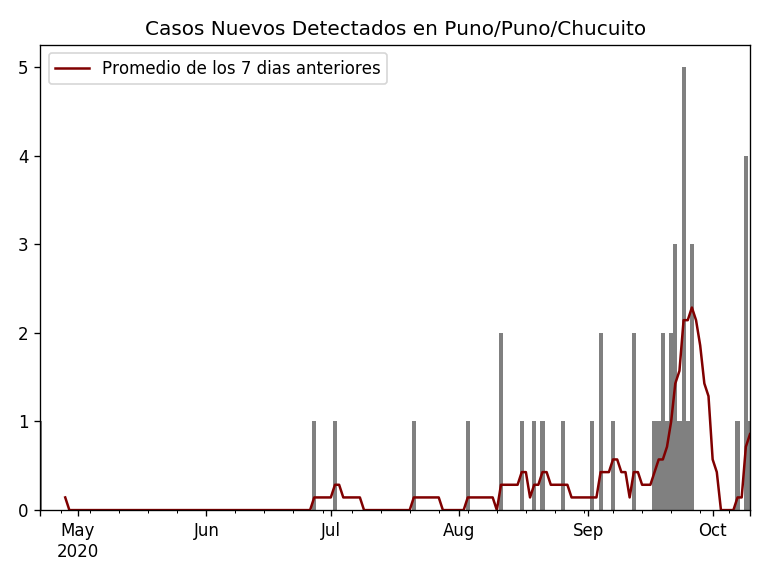 Casos Nuevos Detectados en Puno/Puno/Chucuito
Promedio de los 7 dias anteriores
5
4
3
2
1
0
May Jun Jul Aug Sep Oct
2020